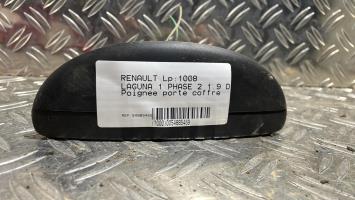 RENAULT Lp:1008
LAGUNA 1 PHASE 2 1.9 D
Poignee porte coffre